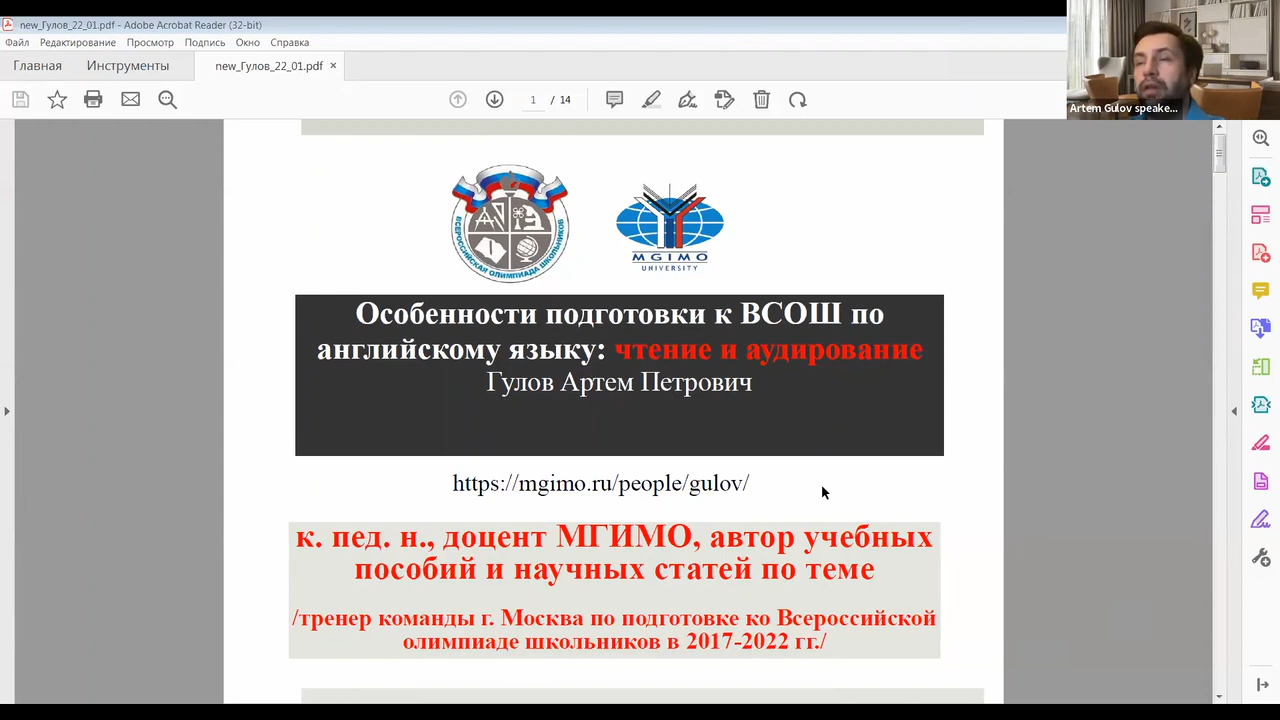 new_Гулов_22_01.pdf - Adobe Acrobat Reader (32-bit)
Файл Редактирование Просмотр Подпись Окно Справка
Главная Инструменты new_Гулов_22_01.pdf ×
1 / 14
Artem Gulov speake...
ВСЕРОССИЙСКАЯ ОЛИМПИАДА ШКОЛЬНИКОВ
MGIMO
UNIVERSITY
Особенности подготовки к ВСОШ по
английскому языку: чтение и аудирование
Гулов Артем Петрович
https://mgimo.ru/people/gulov/
к. пед. н., доцент МГИМО, автор учебных
пособий и научных статей по теме
/тренер команды г. Москва по подготовке ко Всероссийской
олимпиаде школьников в 2017-2022 гг./